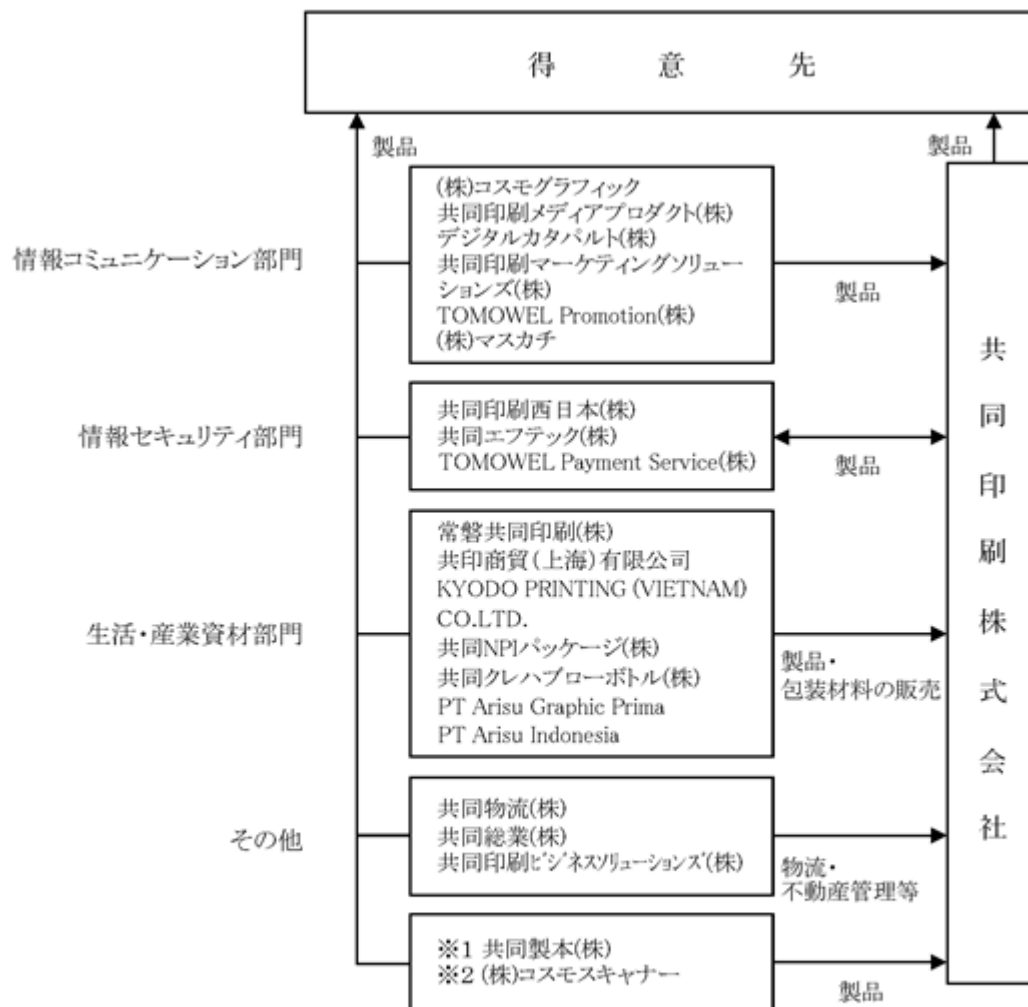 得意先
製品
製品
情報コミュニケーション部門
(株)コスモグラフィック
共同印刷メディアプロダクト(株)
デジタルカタパルト(株)
共同印刷マーケティングソリュー
ションズ(株)
TOMOWEL Promotion(株)
(株)マスカチ
製品
情報セキュリティ部門
共同印刷西日本(株)
共同エフテック(株)
TOMOWEL Payment Service(株)
製品
生活・産業資材部門
常磐共同印刷(株)
共印商貿(上海)有限公司
KYODO PRINTING (VIETNAM)
CO.LTD.
共同NPIパッケージ(株)
共同クレハブローボトル(株)
PT Arisu Graphic Prima
PT Arisu Indonesia
製品・
包装材料の販売
その他
共同物流(株)
共同総業(株)
共同印刷ビジネスソリューションズ(株)
物流・
不動産管理等
※1 共同製本(株)
※2 (株)コスモスキャナー
製品
共同印刷株式会社